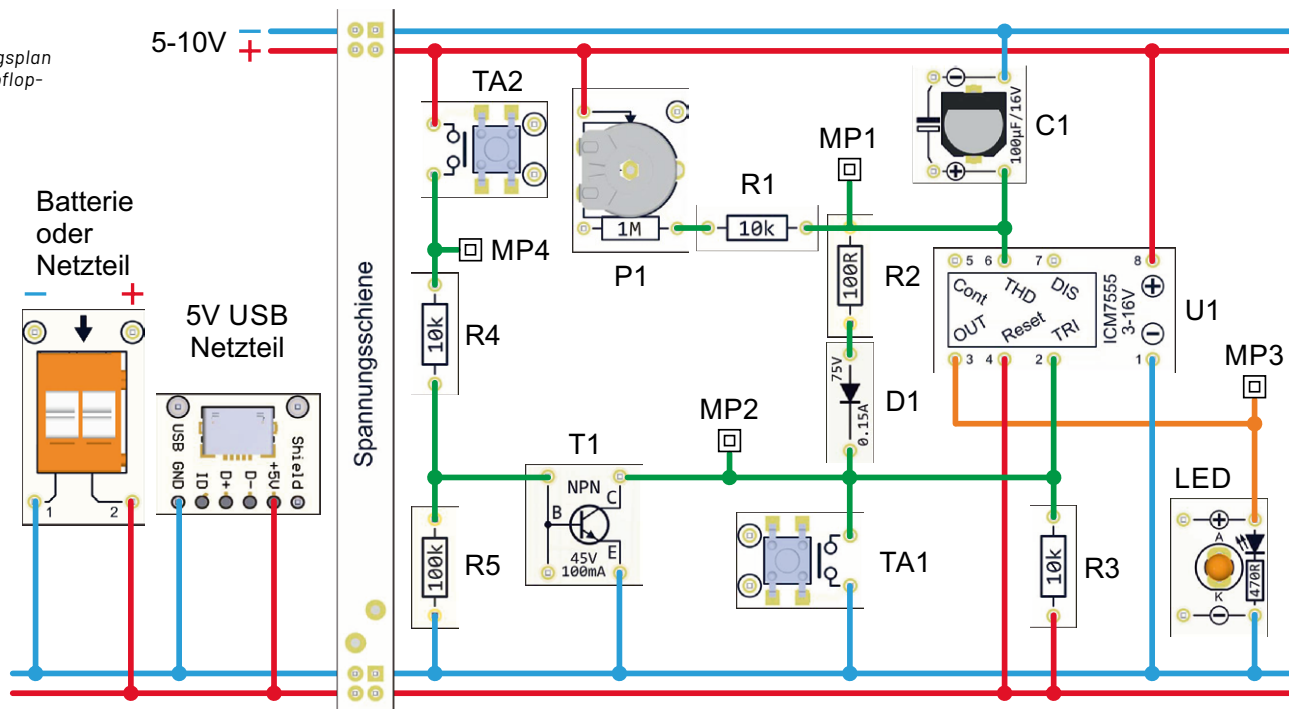 gsplan
oflop-
5-10V − +
TA2
MP1
C1
100µF/16V
R1
10k
MP4
1M
P1
R2
100R
Batterie
oder
Netzteil
− +
1 2
5V USB
Netzteil
USB GND ID D+ D- +5V Shield
Spannungsschiene
R4
10k
5 6 7 8
Cont THD DIS
OUT Reset TRI
3 4 2 1
ICM7555
3-16V
U1
75V
0.15A
D1
MP3
MP2
T1
NPN
B C E
45V
100mA
R5
100k
TA1
R3
10k
LED
A
K
470R